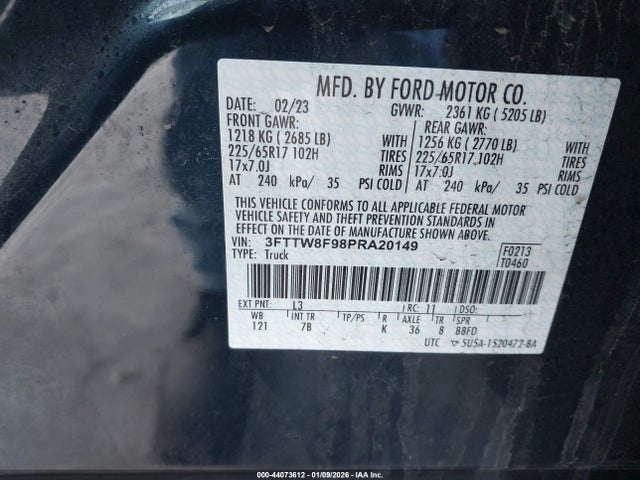 MFD. BY FORD MOTOR CO.
DATE: 02/23 GVWR: 2361 KG ( 5205 LB)
FRONT GAWR: REAR GAWR:
1218 KG ( 2685 LB) WITH 1256 KG ( 2770 LB) WITH
225/65R17 102H TIRES 225/65R17 102H TIRES
17x7.0J RIMS 17x7.0J RIMS
AT 240 kPa/ 35 PSI COLD AT 240 kPa/ 35 PSI COLD
THIS VEHICLE CONFORMS TO ALL APPLICABLE FEDERAL MOTOR
VEHICLE SAFETY AND THEFT PREVENTION STANDARDS
IN EFFECT ON THE DATE OF MANUFACTURE SHOWN ABOVE.
VIN: 3FTTW8F98PRA20149 F0213
TYPE: Truck T0460
EXT PNT: L3 RC: 11 DSO:
WB INT TR TP/PS R AXLE TR SPR
121 7B K 36 8 BBFD
UTC 5U5A-1520472-BA
000-44073612 | 01/09/2026 | IAA Inc.